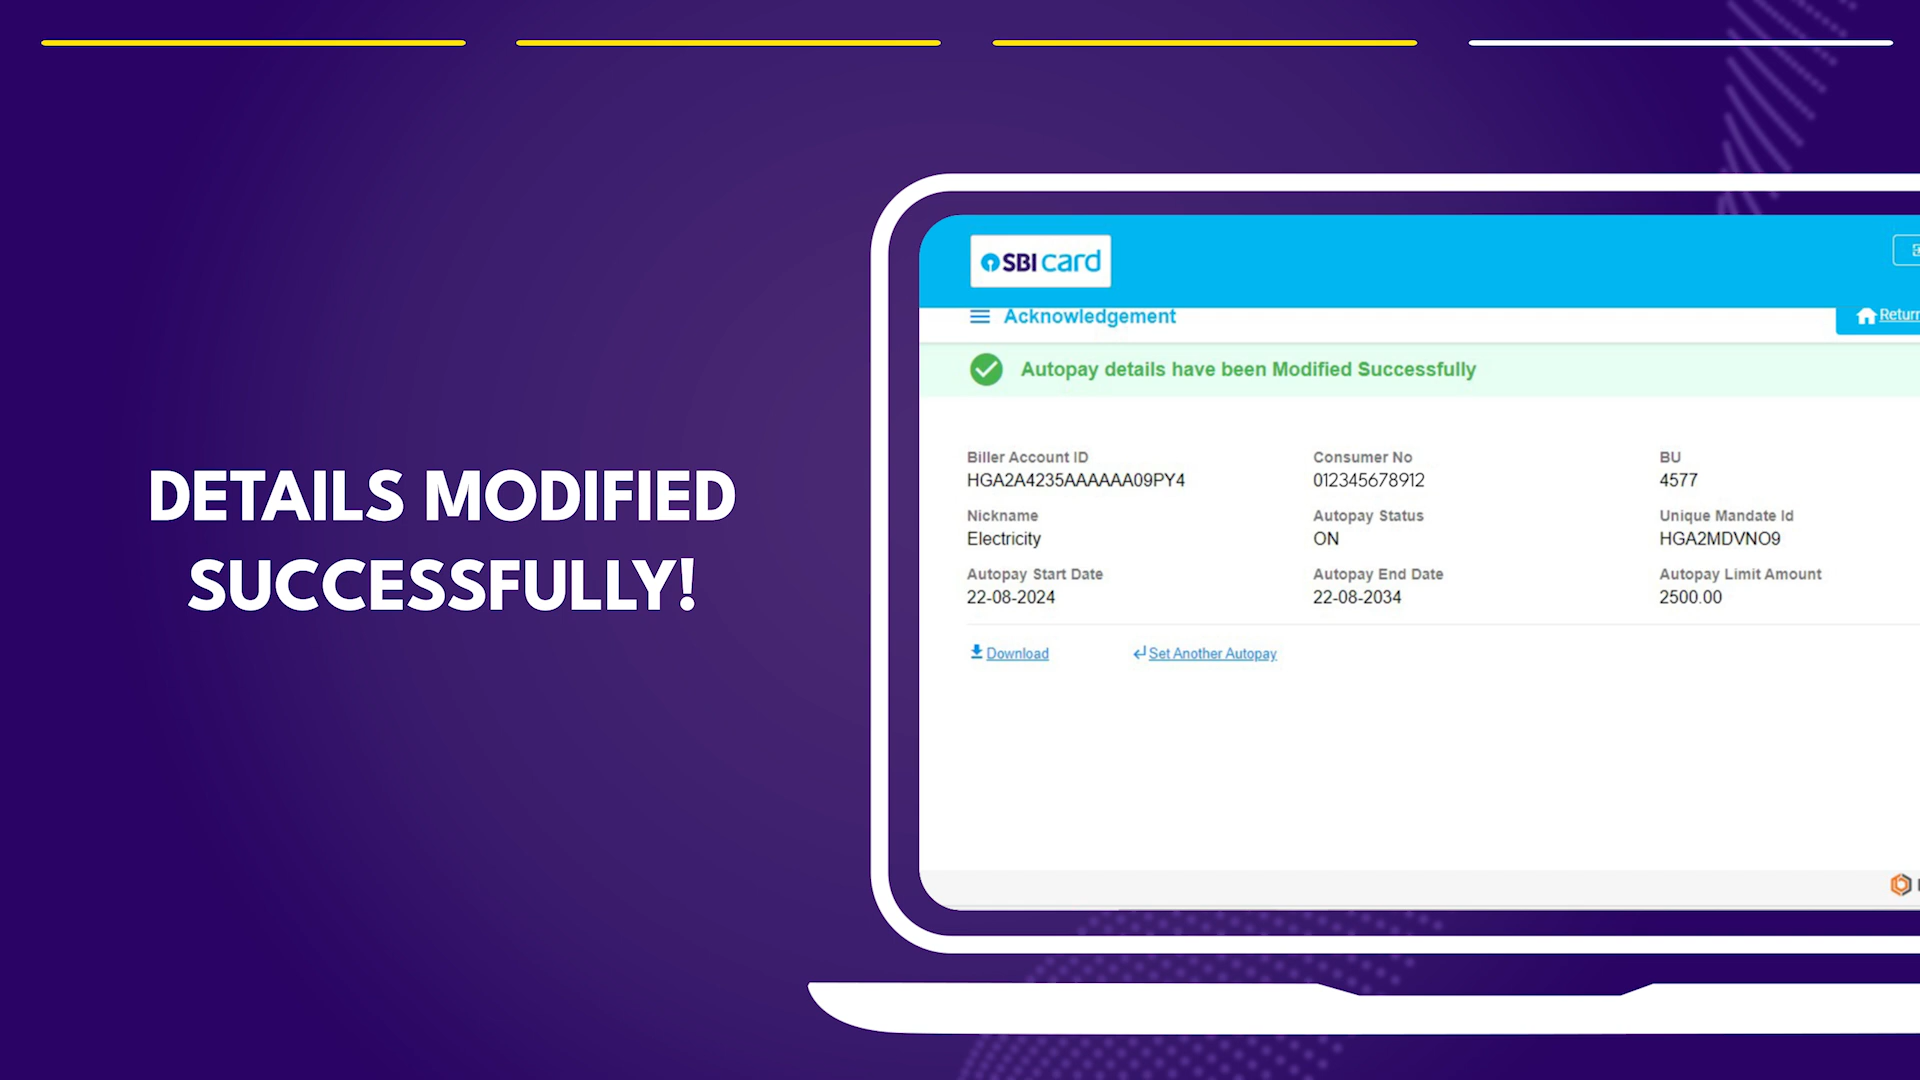 DETAILS MODIFIED
SUCCESSFULLY!
SBI card
Acknowledgement
Return
Autopay details have been Modified Successfully
Biller Account ID
Consumer No
BU
HGA2A4235AAAAAA09PY4
012345678912
4577
Nickname
Autopay Status
Unique Mandate Id
Electricity
ON
HGA2MDVNO9
Autopay Start Date
Autopay End Date
Autopay Limit Amount
22-08-2024
22-08-2034
2500.00
Download
Set Another Autopay